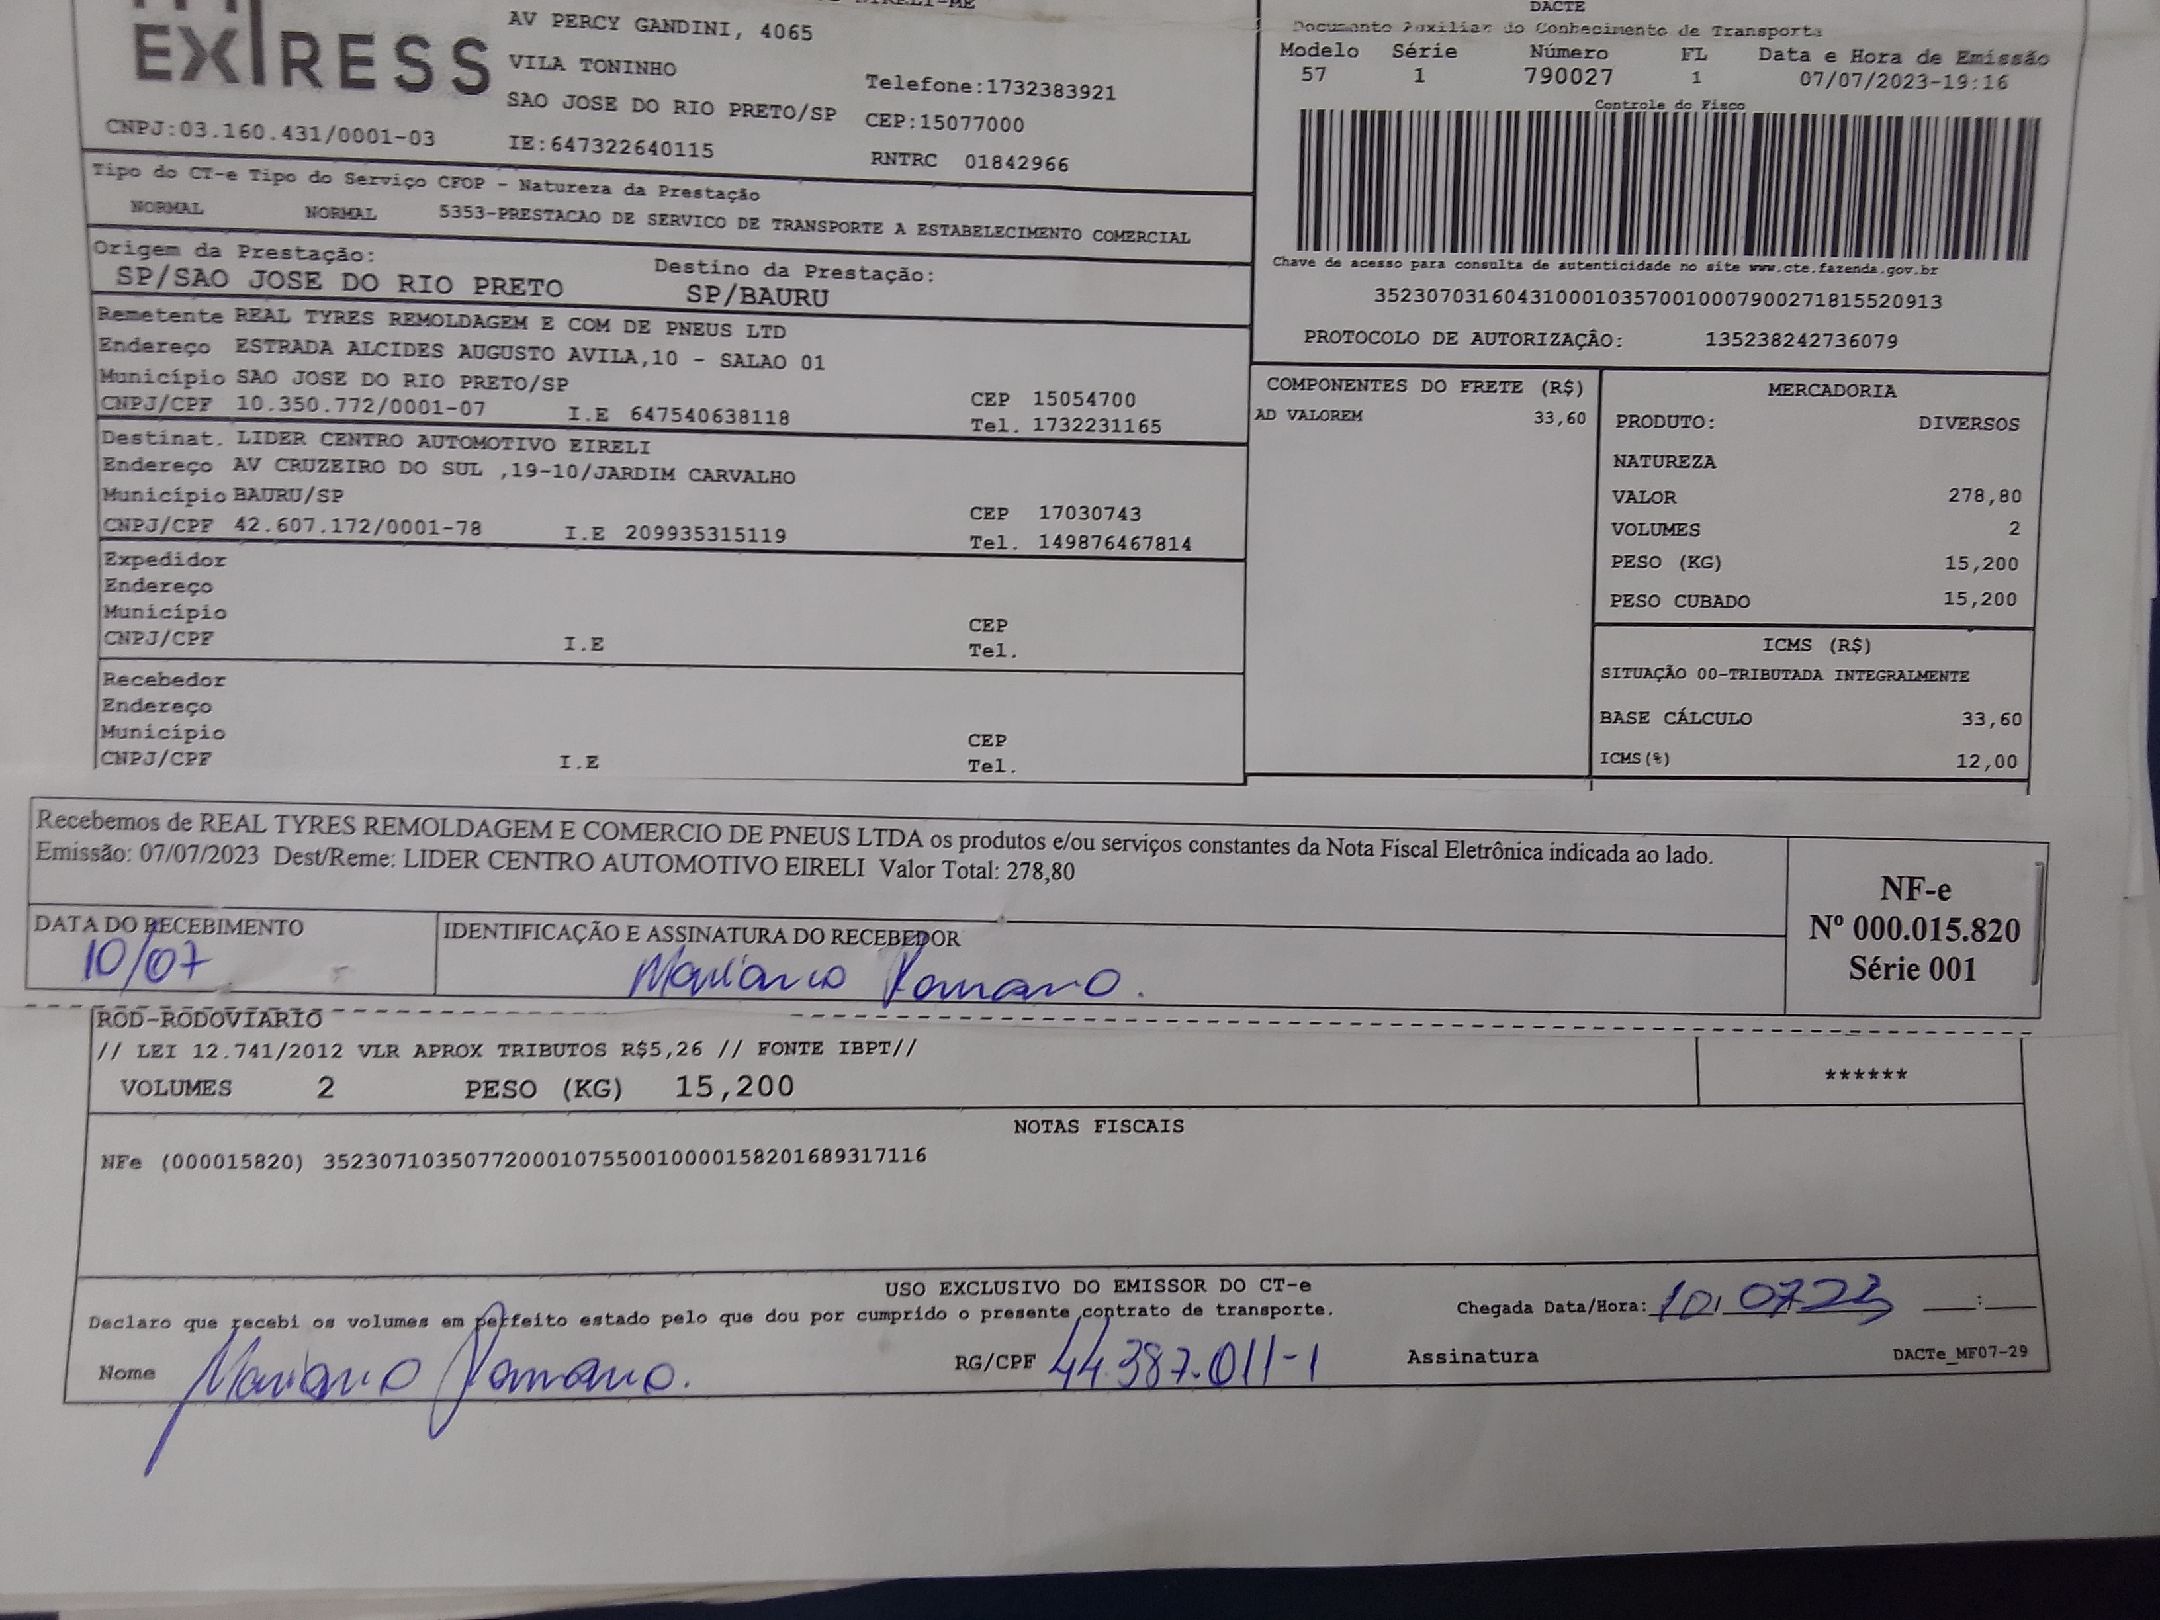 EXPRESS
AV PERCY GANDINI, 4065
VILA TONINHO
SAO JOSE DO RIO PRETO/SP
Telefone:1732383921
CEP:15077000
CNPJ:03.160.431/0001-03
IE:647322640115
RNTRC 01842966
DACTE
Documento Auxiliar do Conhecimento de Transporte
Modelo Série Número FL Data e Hora de Emissão
57 1 790027 1 07/07/2023-19:16
Controle do Fisco
Chave de acesso para consulta de autenticidade no site www.cte.fazenda.gov.br
35230703160431000103570010007900271815520913
PROTOCOLO DE AUTORIZAÇÂO: 135238242736079
Tipo do CT-e Tipo do Serviço CFOP - Natureza da Prestação
NORMAL NORMAL 5353-PRESTACAO DE SERVICO DE TRANSPORTE A ESTABELECIMENTO COMERCIAL
Origem da Prestação: Destino da Prestação:
SP/SAO JOSE DO RIO PRETO SP/BAURU
Remetente REAL TYRES REMOLDAGEM E COM DE PNEUS LTD
Endereço ESTRADA ALCIDES AUGUSTO AVILA,10 - SALAO 01
Município SAO JOSE DO RIO PRETO/SP CEP 15054700
CNPJ/CPF 10.350.772/0001-07 I.E 647540638118 Tel. 1732231165
Destinat. LIDER CENTRO AUTOMOTIVO EIRELI
Endereço AV CRUZEIRO DO SUL ,19-10/JARDIM CARVALHO
Município BAURU/SP CEP 17030743
CNPJ/CPF 42.607.172/0001-78 I.E 209935315119 Tel. 149876467814
Expedidor
Endereço
Município CEP
CNPJ/CPF I.E Tel.
Recebedor
Endereço
Município CEP
CNPJ/CPF I.E Tel.
COMPONENTES DO FRETE (R$)
AD VALOREM 33,60
MERCADORIA
PRODUTO: DIVERSOS
NATUREZA
VALOR 278,80
VOLUMES 2
PESO (KG) 15,200
PESO CUBADO 15,200
ICMS (R$)
SITUAÇÃO 00-TRIBUTADA INTEGRALMENTE
BASE CÁLCULO 33,60
ICMS(%) 12,00
Recebemos de REAL TYRES REMOLDAGEM E COMERCIO DE PNEUS LTDA os produtos e/ou serviços constantes da Nota Fiscal Eletrônica indicada ao lado.
Emissão: 07/07/2023 Dest/Reme: LIDER CENTRO AUTOMOTIVO EIRELI Valor Total: 278,80
NF-e
Nº 000.015.820
Série 001
DATA DO RECEBIMENTO
10/07
IDENTIFICAÇÃO E ASSINATURA DO RECEBEDOR
Mariano Romano.
ROD-RODOVIARIO
// LEI 12.741/2012 VLR APROX TRIBUTOS R$5,26 // FONTE IBPT//
VOLUMES 2 PESO (KG) 15,200
******
NOTAS FISCAIS
NFe (000015820) 35230710350772000107550010000158201689317116
USO EXCLUSIVO DO EMISSOR DO CT-e
Declaro que recebi os volumes em perfeito estado pelo que dou por cumprido o presente contrato de transporte.
Chegada Data/Hora: 10, 07 23 __:__
Nome Mariano Romano. RG/CPF 44.387.011-1 Assinatura
DACTe_MF07-29